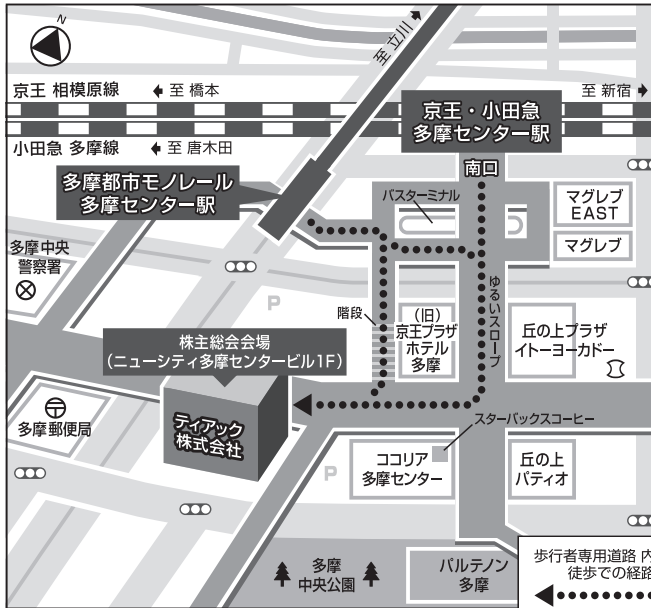 N
至 立川
京王 相模原線
至 橋本
至 新宿
京王・小田急
多摩センター駅
小田急 多摩線
至 唐木田
南口
多摩都市モノレール
多摩センター駅
バスターミナル
マグレブ
EAST
マグレブ
多摩中央
警察署
P
階段
(旧)
京王プラザ
ホテル
多摩
ゆるいスロープ
丘の上プラザ
イトーヨーカドー
株主総会会場
(ニューシティ多摩センタービル1F)
ティアック
株式会社
多摩郵便局
スターバックスコーヒー
P
ココリア
多摩センター
丘の上
パティオ
多摩
中央公園
パルテノン
多摩
歩行者専用道路 内
徒歩での経路